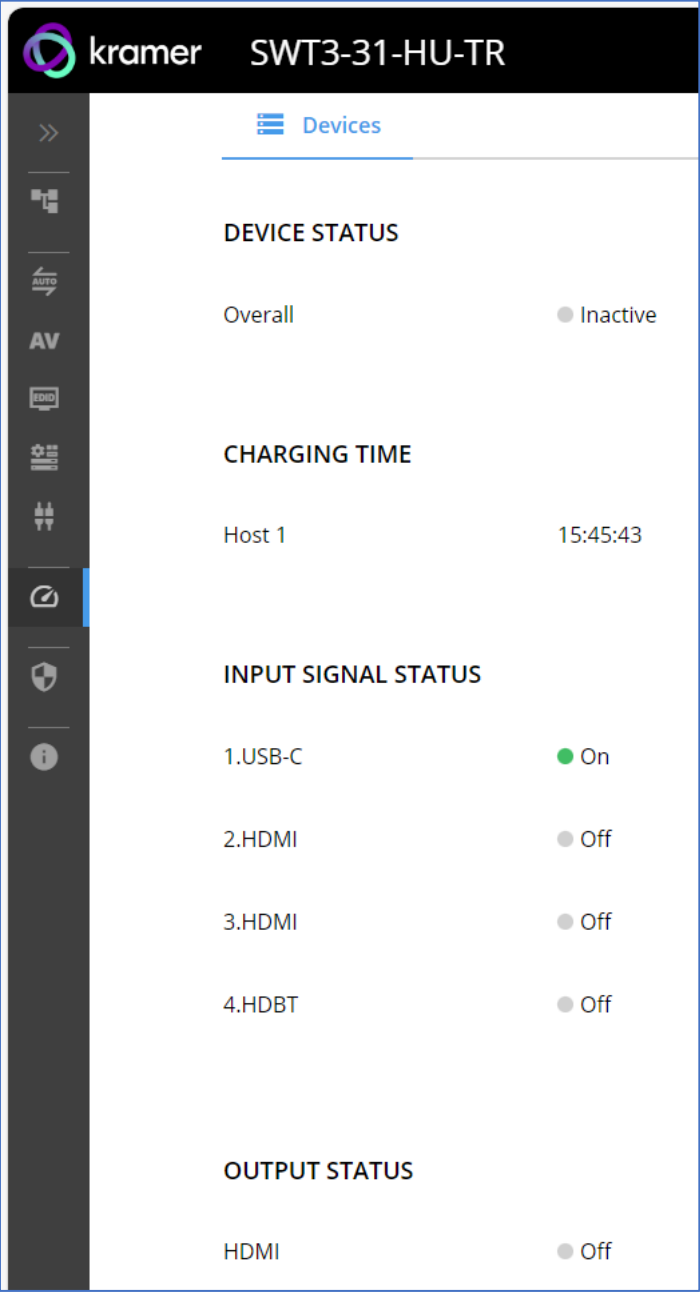 kramer SWT3-31-HU-TR
Devices
DEVICE STATUS
Overall Inactive
CHARGING TIME
Host 1 15:45:43
INPUT SIGNAL STATUS
1.USB-C On
2.HDMI Off
3.HDMI Off
4.HDBT Off
OUTPUT STATUS
HDMI Off
AUTO
AV
EDID